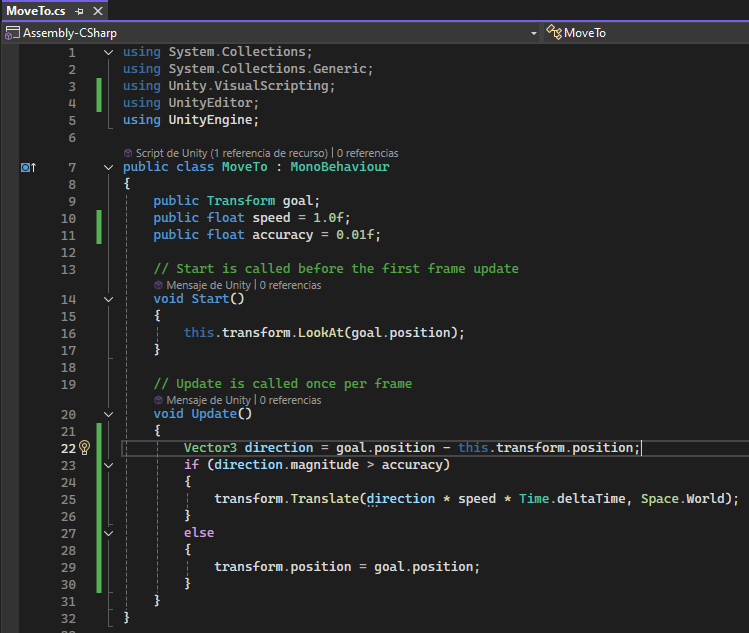 MoveTo.cs
Assembly-CSharp MoveTo
1 using System.Collections;
2 using System.Collections.Generic;
3 using Unity.VisualScripting;
4 using UnityEditor;
5 using UnityEngine;
6
Script de Unity (1 referencia de recurso) | 0 referencias
7 public class MoveTo : MonoBehaviour
8 {
9 public Transform goal;
10 public float speed = 1.0f;
11 public float accuracy = 0.01f;
12
13 // Start is called before the first frame update
Mensaje de Unity | 0 referencias
14 void Start()
15 {
16 this.transform.LookAt(goal.position);
17 }
18
19 // Update is called once per frame
Mensaje de Unity | 0 referencias
20 void Update()
21 {
22 Vector3 direction = goal.position - this.transform.position;
23 if (direction.magnitude > accuracy)
24 {
25 transform.Translate(direction * speed * Time.deltaTime, Space.World);
26 }
27 else
28 {
29 transform.position = goal.position;
30 }
31 }
32 }